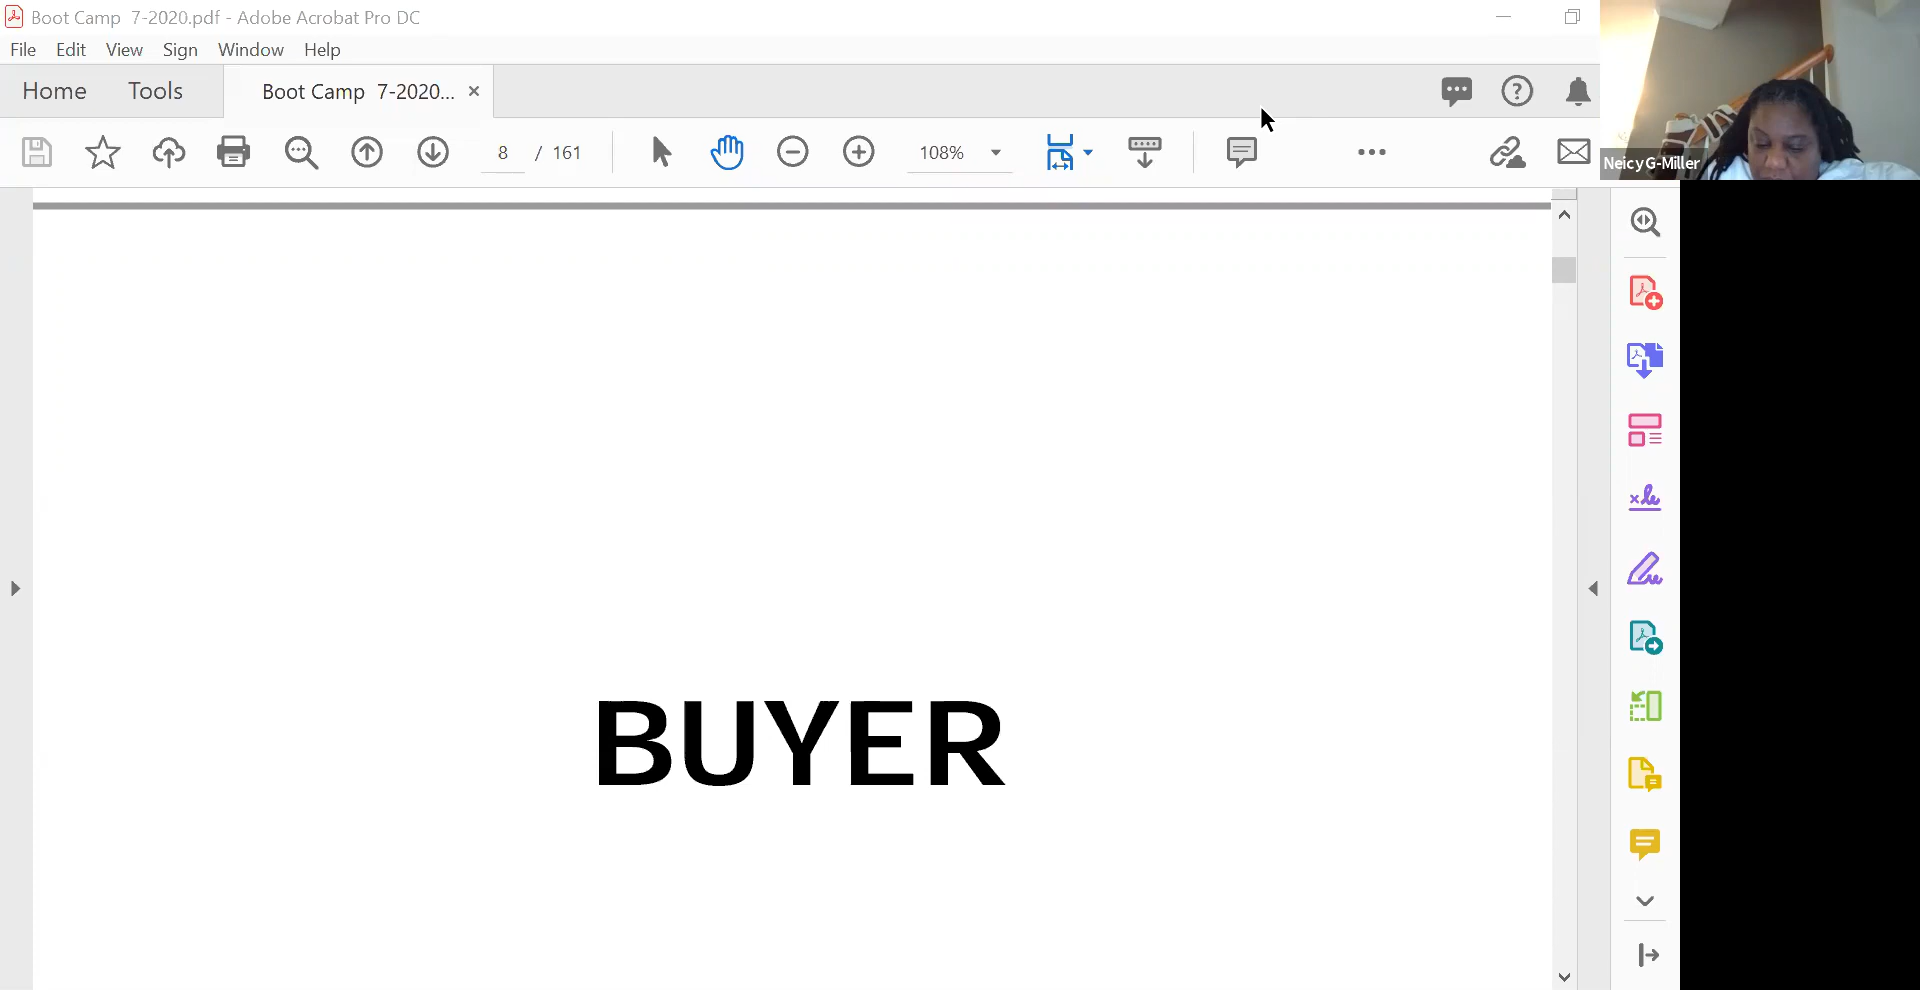 Boot Camp 7-2020.pdf - Adobe Acrobat Pro DC
File Edit View Sign Window Help
Home Tools Boot Camp 7-2020... ×
8 / 161 108%
NeicyG-Miller
BUYER